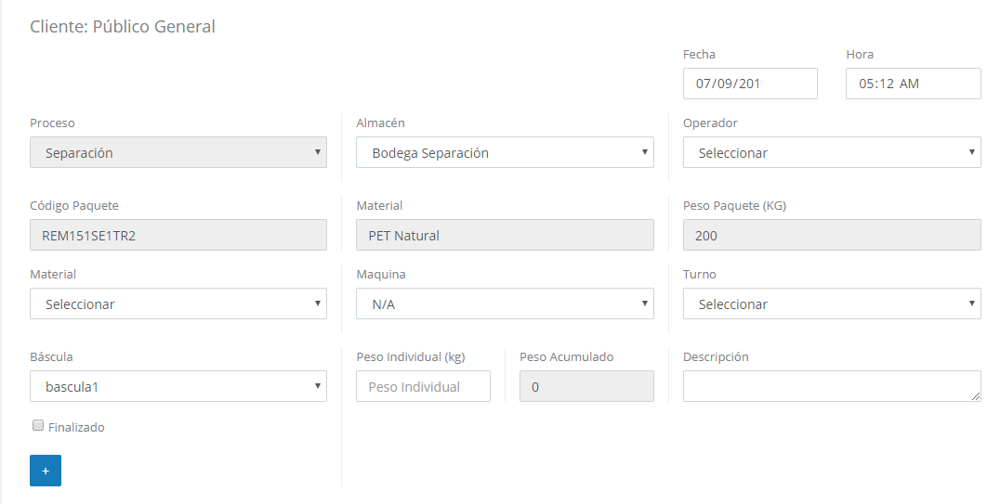 Cliente: Público General
Fecha Hora
07/09/201 05:12 AM
Proceso Almacén Operador
Separación Bodega Separación Seleccionar
Código Paquete Material Peso Paquete (KG)
REM151SE1TR2 PET Natural 200
Material Maquina Turno
Seleccionar N/A Seleccionar
Báscula Peso Individual (kg) Peso Acumulado Descripción
bascula1 Peso Individual 0
Finalizado
+